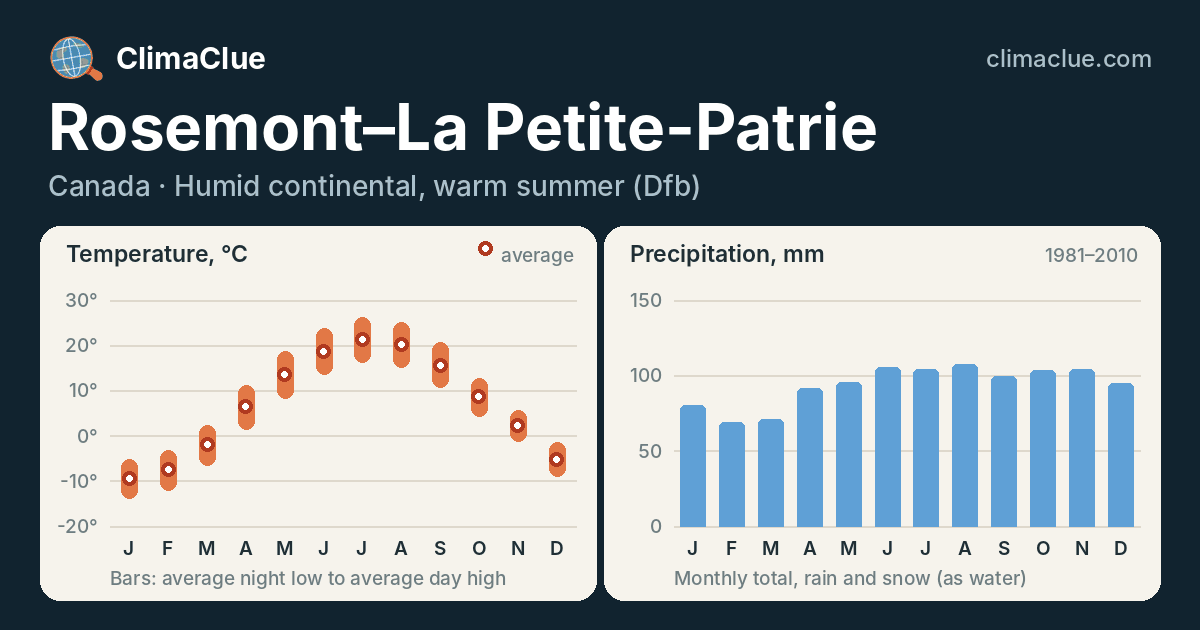 ClimaClue
climaclue.com
Rosemont–La Petite-Patrie
Canada · Humid continental, warm summer (Dfb)
Temperature, °C
average
30°
20°
10°
0°
-10°
-20°
J F M A M J J A S O N D
Bars: average night low to average day high
Precipitation, mm
1981–2010
150
100
50
0
J F M A M J J A S O N D
Monthly total, rain and snow (as water)